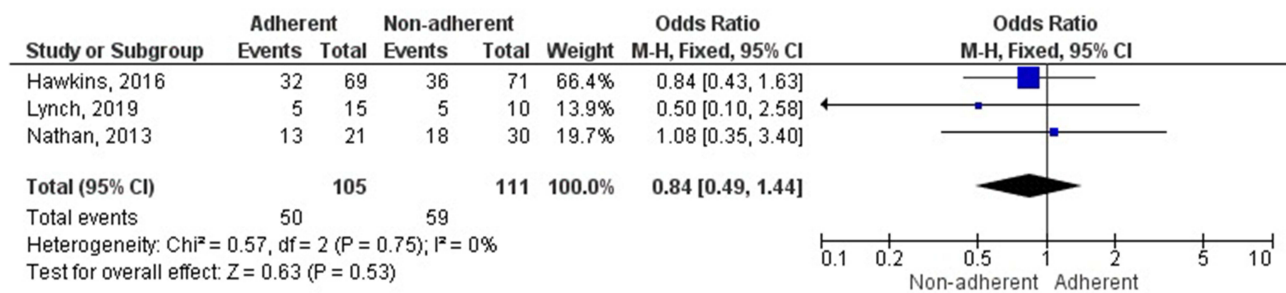 Adherent Non-adherent Odds Ratio Odds Ratio
Study or Subgroup Events Total Events Total Weight M-H, Fixed, 95% CI M-H, Fixed, 95% CI
Hawkins, 2016 32 69 36 71 66.4% 0.84 [0.43, 1.63]
Lynch, 2019 5 15 5 10 13.9% 0.50 [0.10, 2.58]
Nathan, 2013 13 21 18 30 19.7% 1.08 [0.35, 3.40]
Total (95% CI) 105 111 100.0% 0.84 [0.49, 1.44]
Total events 50 59
Heterogeneity: Chi² = 0.57, df = 2 (P = 0.75); I² = 0%
Test for overall effect: Z = 0.63 (P = 0.53)
0.1 0.2 0.5 1 2 5 10
Non-adherent Adherent